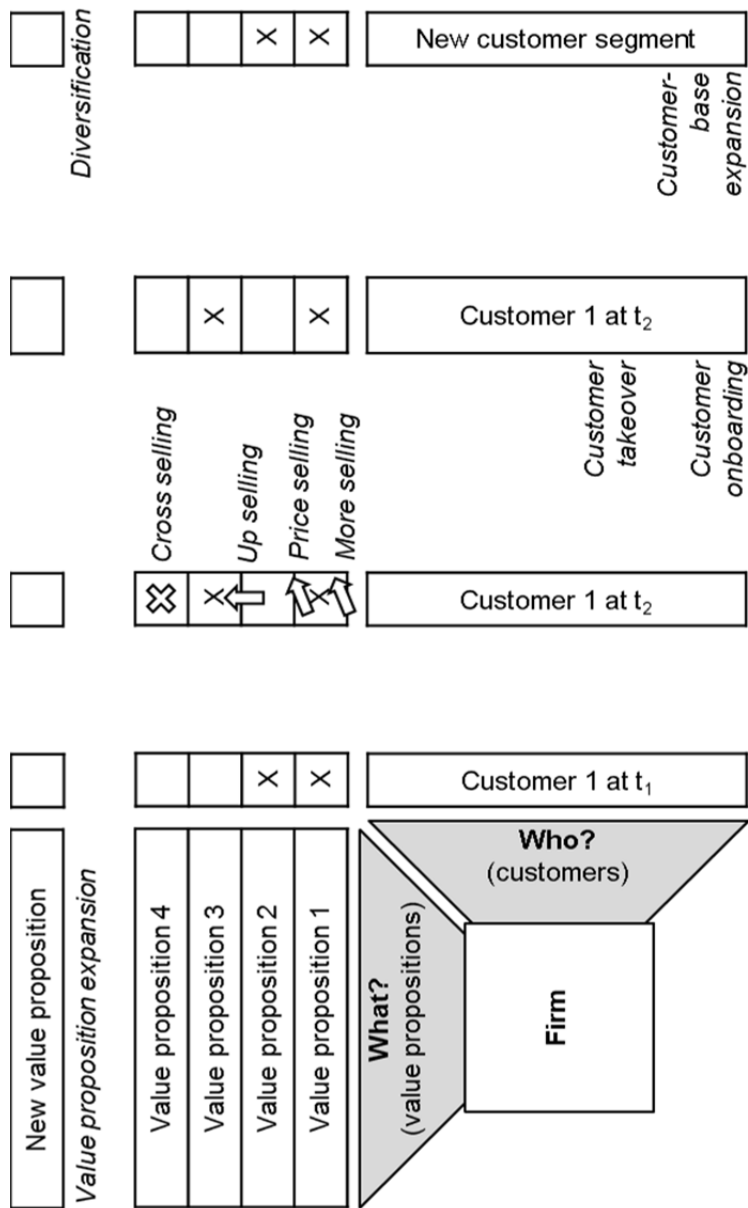 Diversification
X
X
New customer segment
Customer-
base
expansion
X
X
Customer 1 at t₂
Customer
takeover
Customer
onboarding
Cross selling
Up selling
Price selling
More selling
X
X
Customer 1 at t₂
X
X
Customer 1 at t₁
New value proposition
Value proposition expansion
Value proposition 4
Value proposition 3
Value proposition 2
Value proposition 1
What?
(value propositions)
Who?
(customers)
Firm